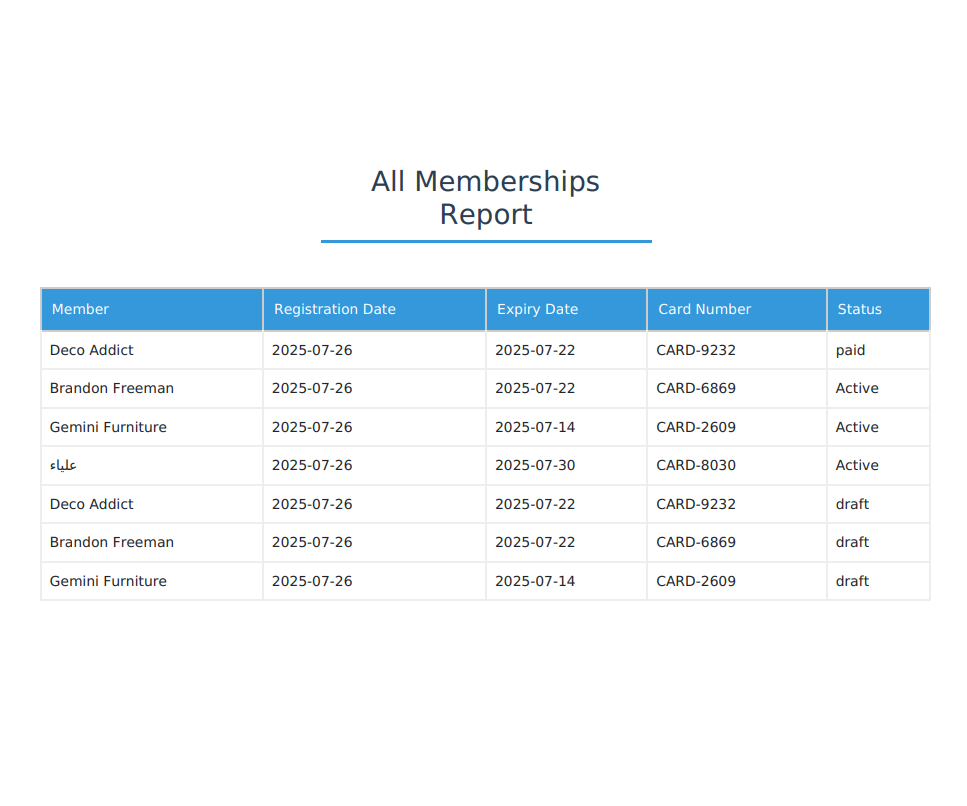 All Memberships
Report
Member Registration Date Expiry Date Card Number Status
Deco Addict 2025-07-26 2025-07-22 CARD-9232 paid
Brandon Freeman 2025-07-26 2025-07-22 CARD-6869 Active
Gemini Furniture 2025-07-26 2025-07-14 CARD-2609 Active
علياء 2025-07-26 2025-07-30 CARD-8030 Active
Deco Addict 2025-07-26 2025-07-22 CARD-9232 draft
Brandon Freeman 2025-07-26 2025-07-22 CARD-6869 draft
Gemini Furniture 2025-07-26 2025-07-14 CARD-2609 draft